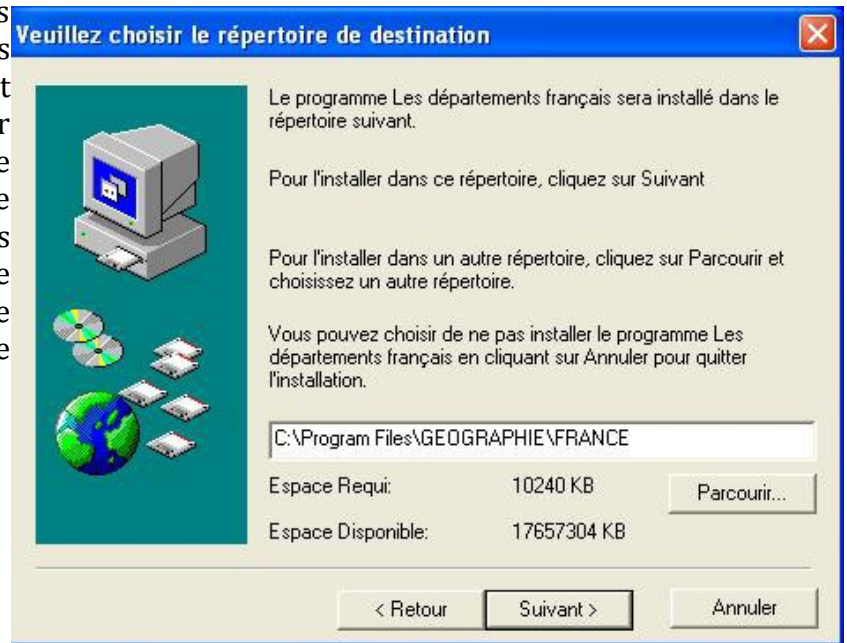 Veuillez choisir le répertoire de destination
Le programme Les départements français sera installé dans le
répertoire suivant.
Pour l'installer dans ce répertoire, cliquez sur Suivant
Pour l'installer dans un autre répertoire, cliquez sur Parcourir et
choisissez un autre répertoire.
Vous pouvez choisir de ne pas installer le programme Les
départements français en cliquant sur Annuler pour quitter
l'installation.
C:\Program Files\GEOGRAPHIE\FRANCE
Espace Requi: 10240 KB
Parcourir...
Espace Disponible: 17657304 KB
< Retour Suivant > Annuler